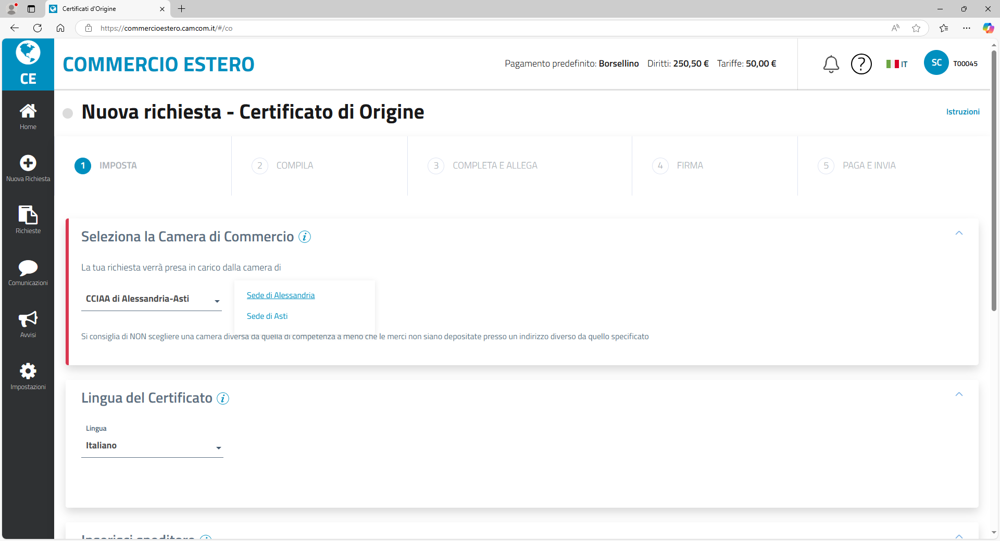 Certificati d'Origine
https://commercioestero.camcom.it/#/co
CE
COMMERCIO ESTERO
Pagamento predefinito: Borsellino Diritti: 250,50 € Tariffe: 50,00 €
IT
SC
T00045
Home
Nuova Richiesta
Richieste
Comunicazioni
Avvisi
Impostazioni
Nuova richiesta - Certificato di Origine
Istruzioni
1 IMPOSTA
2 COMPILA
3 COMPLETA E ALLEGA
4 FIRMA
5 PAGA E INVIA
Seleziona la Camera di Commercio i
La tua richiesta verrà presa in carico dalla camera di
CCIAA di Alessandria-Asti
Sede di Alessandria
Sede di Asti
Si consiglia di NON scegliere una camera diversa da quella di competenza a meno che le merci non siano depositate presso un indirizzo diverso da quello specificato
Lingua del Certificato i
Lingua
Italiano
Inserisci speditore